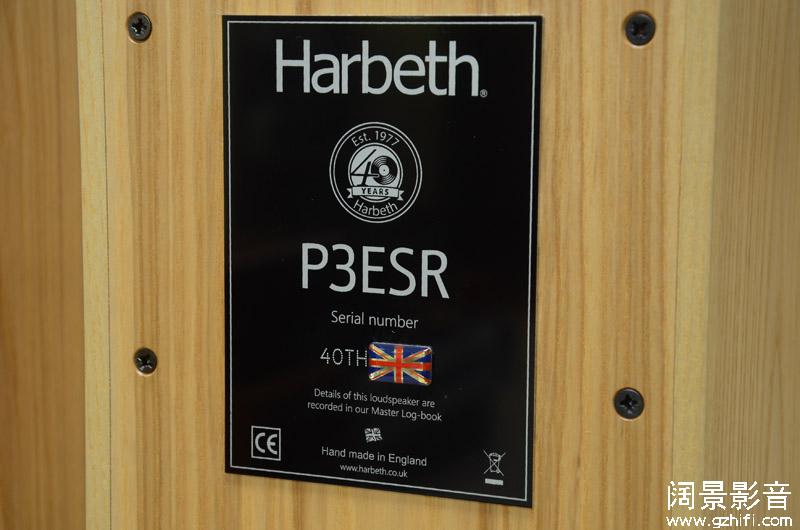 Harbeth®
Est. 1977
40
YEARS
Harbeth
P3ESR
Serial number
40TH
Details of this loudspeaker are
recorded in our Master Log-book
CE
Hand made in England
www.harbeth.co.uk
阔景影音
www.gzhifi.com